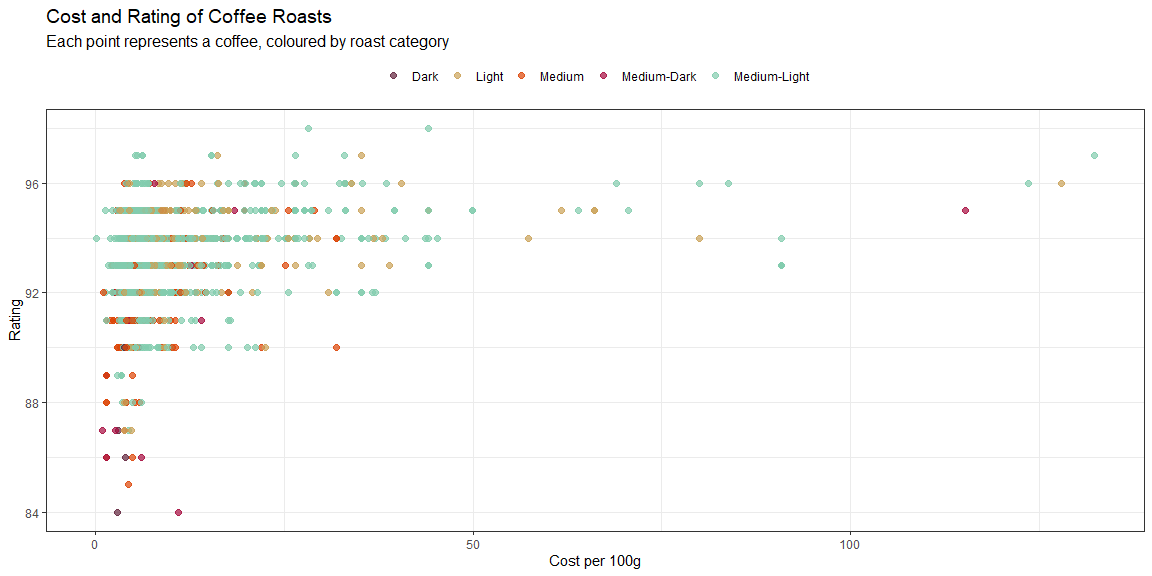 Cost and Rating of Coffee Roasts
Each point represents a coffee, coloured by roast category
Dark Light Medium Medium-Dark Medium-Light
96
92
88
84
Rating
0 50 100
Cost per 100g